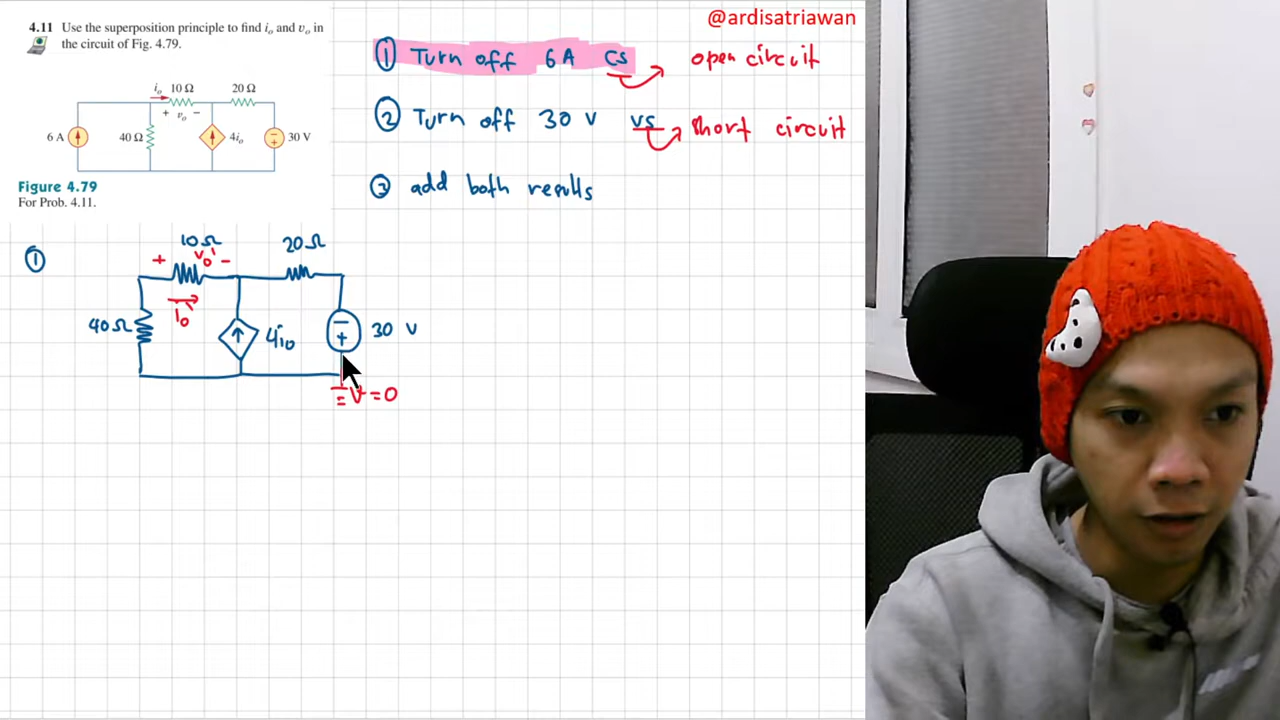 @ardisatriawan
4.11 Use the superposition principle to find i_o and v_o in
the circuit of Fig. 4.79.
i_o 10 Ω 20 Ω
+ v_o −
6 A 40 Ω 4i_o 30 V
− +
Figure 4.79
For Prob. 4.11.
① Turn off 6 A CS → open circuit
② Turn off 30 V VS → short circuit
③ add both results
①
10Ω 20Ω
+ v_o' −
i_o'
40Ω 4i_o 30 V
− +
V = 0